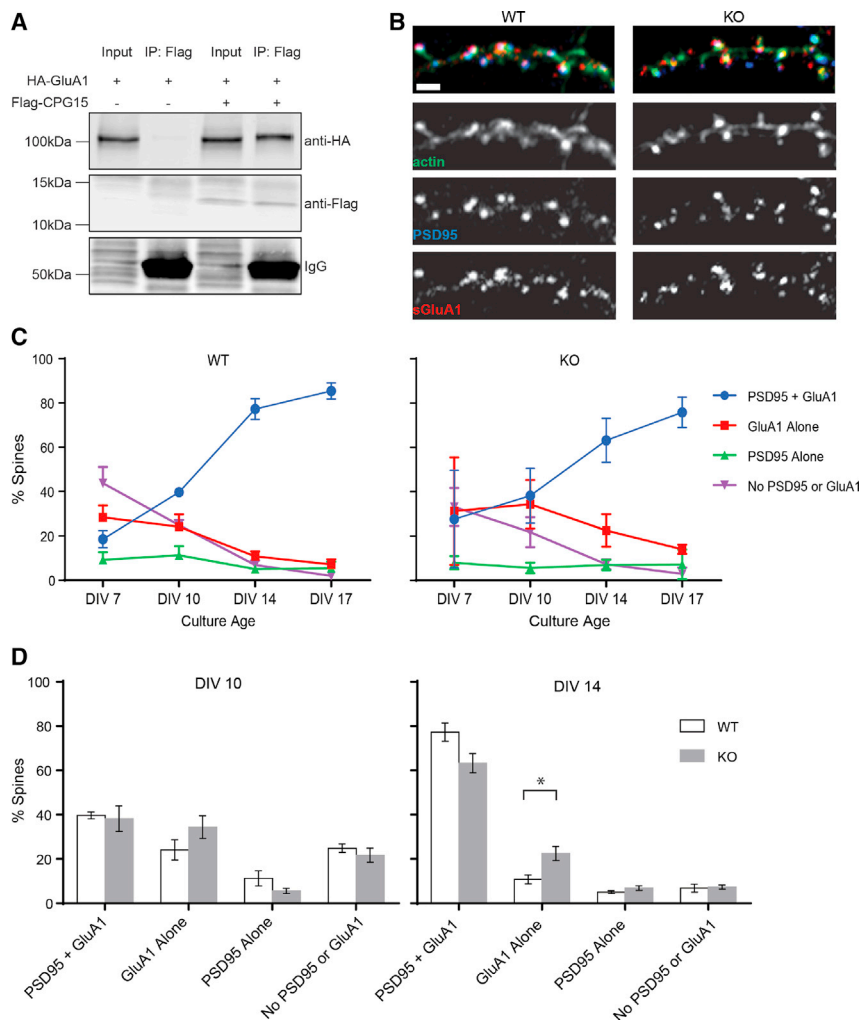 A
Input IP: Flag Input IP: Flag
HA-GluA1 + + + +
Flag-CPG15 - - + +
100kDa anti-HA
15kDa
anti-Flag
10kDa
50kDa IgG
B
WT KO
actin
PSD95
sGluA1
C
WT
% Spines
100
80
60
40
20
0
DIV 7 DIV 10 DIV 14 DIV 17
Culture Age
KO
DIV 7 DIV 10 DIV 14 DIV 17
Culture Age
PSD95 + GluA1
GluA1 Alone
PSD95 Alone
No PSD95 or GluA1
D
DIV 10
% Spines
100
80
60
40
20
0
PSD95 + GluA1
GluA1 Alone
PSD95 Alone
No PSD95 or GluA1
DIV 14
*
PSD95 + GluA1
GluA1 Alone
PSD95 Alone
No PSD95 or GluA1
WT
KO